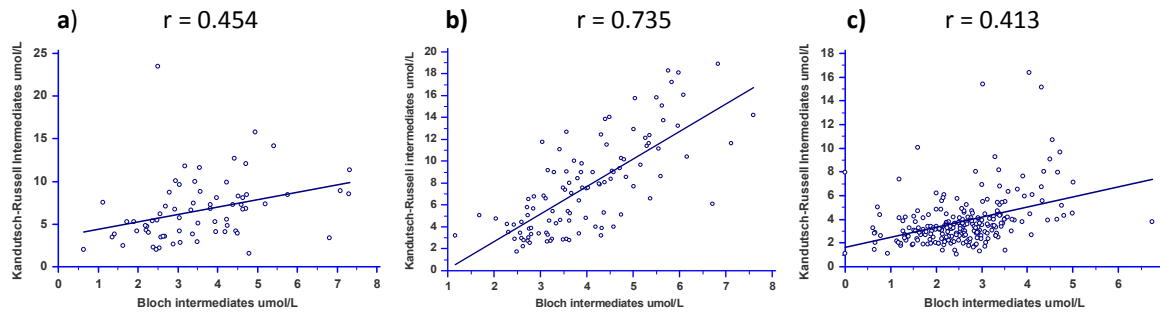 a) r = 0.454
Kandutsch-Russell Intermediates umol/L
25
20
15
10
5
0
0 1 2 3 4 5 6 7 8
Bloch intermediates umol/L
b) r = 0.735
Kandutsch-Russell intermediates umol/L
20
18
16
14
12
10
8
6
4
2
0
1 2 3 4 5 6 7 8
Bloch intermediates umol/L
c) r = 0.413
Kandutsch-Russell Intermediates umol/L
18
16
14
12
10
8
6
4
2
0
0 1 2 3 4 5 6
Bloch intermediates umol/L